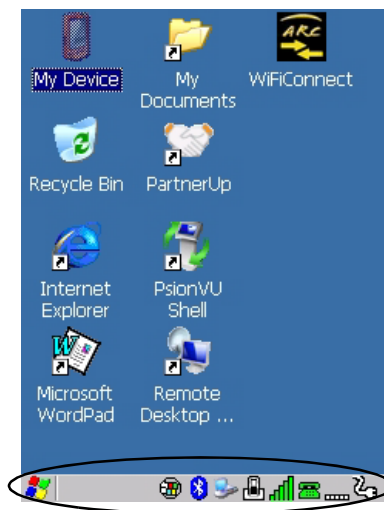 ARC
My Device
My
Documents
WiFiConnect
Recycle Bin
PartnerUp
Internet
Explorer
PsionVU
Shell
Microsoft
WordPad
Remote
Desktop ...